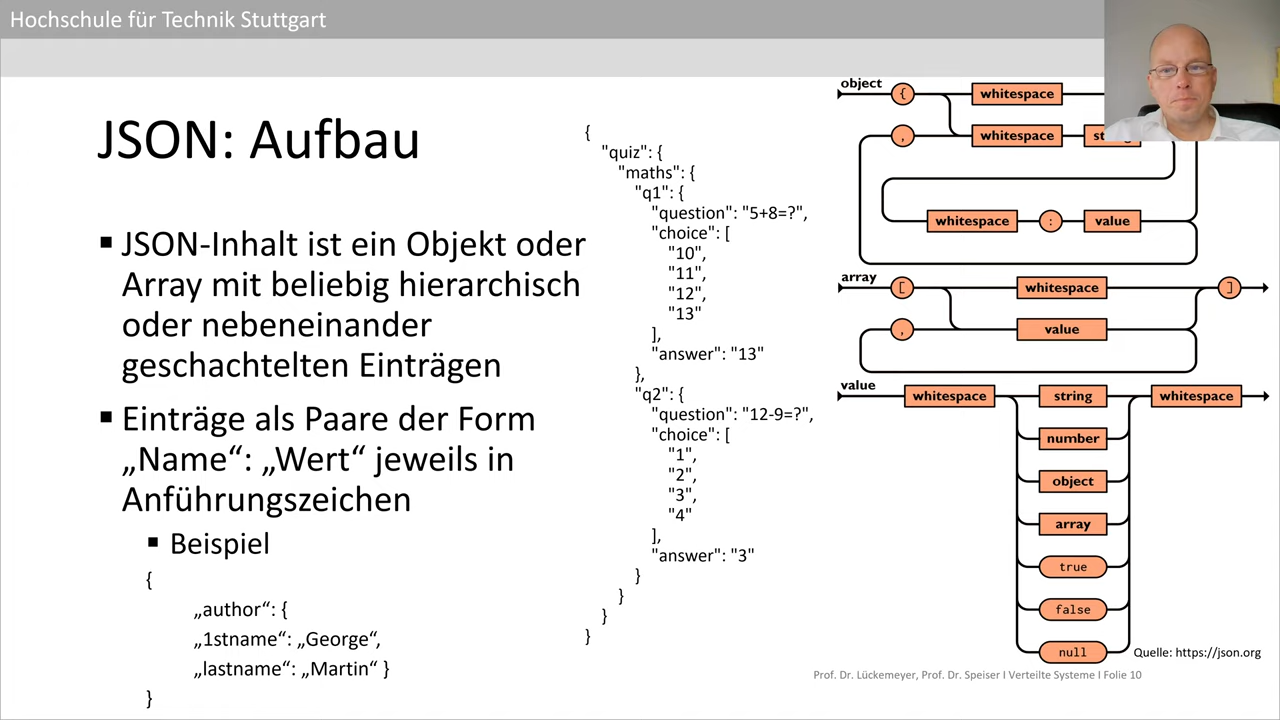 Hochschule für Technik Stuttgart
JSON: Aufbau
▪ JSON-Inhalt ist ein Objekt oder
Array mit beliebig hierarchisch
oder nebeneinander
geschachtelten Einträgen
▪ Einträge als Paare der Form
„Name“: „Wert“ jeweils in
Anführungszeichen
▪ Beispiel
{
„author“: {
„1stname“: „George“,
„lastname“: „Martin“ }
}
{
"quiz": {
"maths": {
"q1": {
"question": "5+8=?",
"choice": [
"10",
"11",
"12",
"13"
],
"answer": "13"
},
"q2": {
"question": "12-9=?",
"choice": [
"1",
"2",
"3",
"4"
],
"answer": "3"
}
}
}
}
object { whitespace
, whitespace
whitespace : value
array [ whitespace ]
, value
value whitespace string whitespace
number
object
array
true
false
null
Quelle: https://json.org
Prof. Dr. Lückemeyer, Prof. Dr. Speiser I Verteilte Systeme I Folie 10